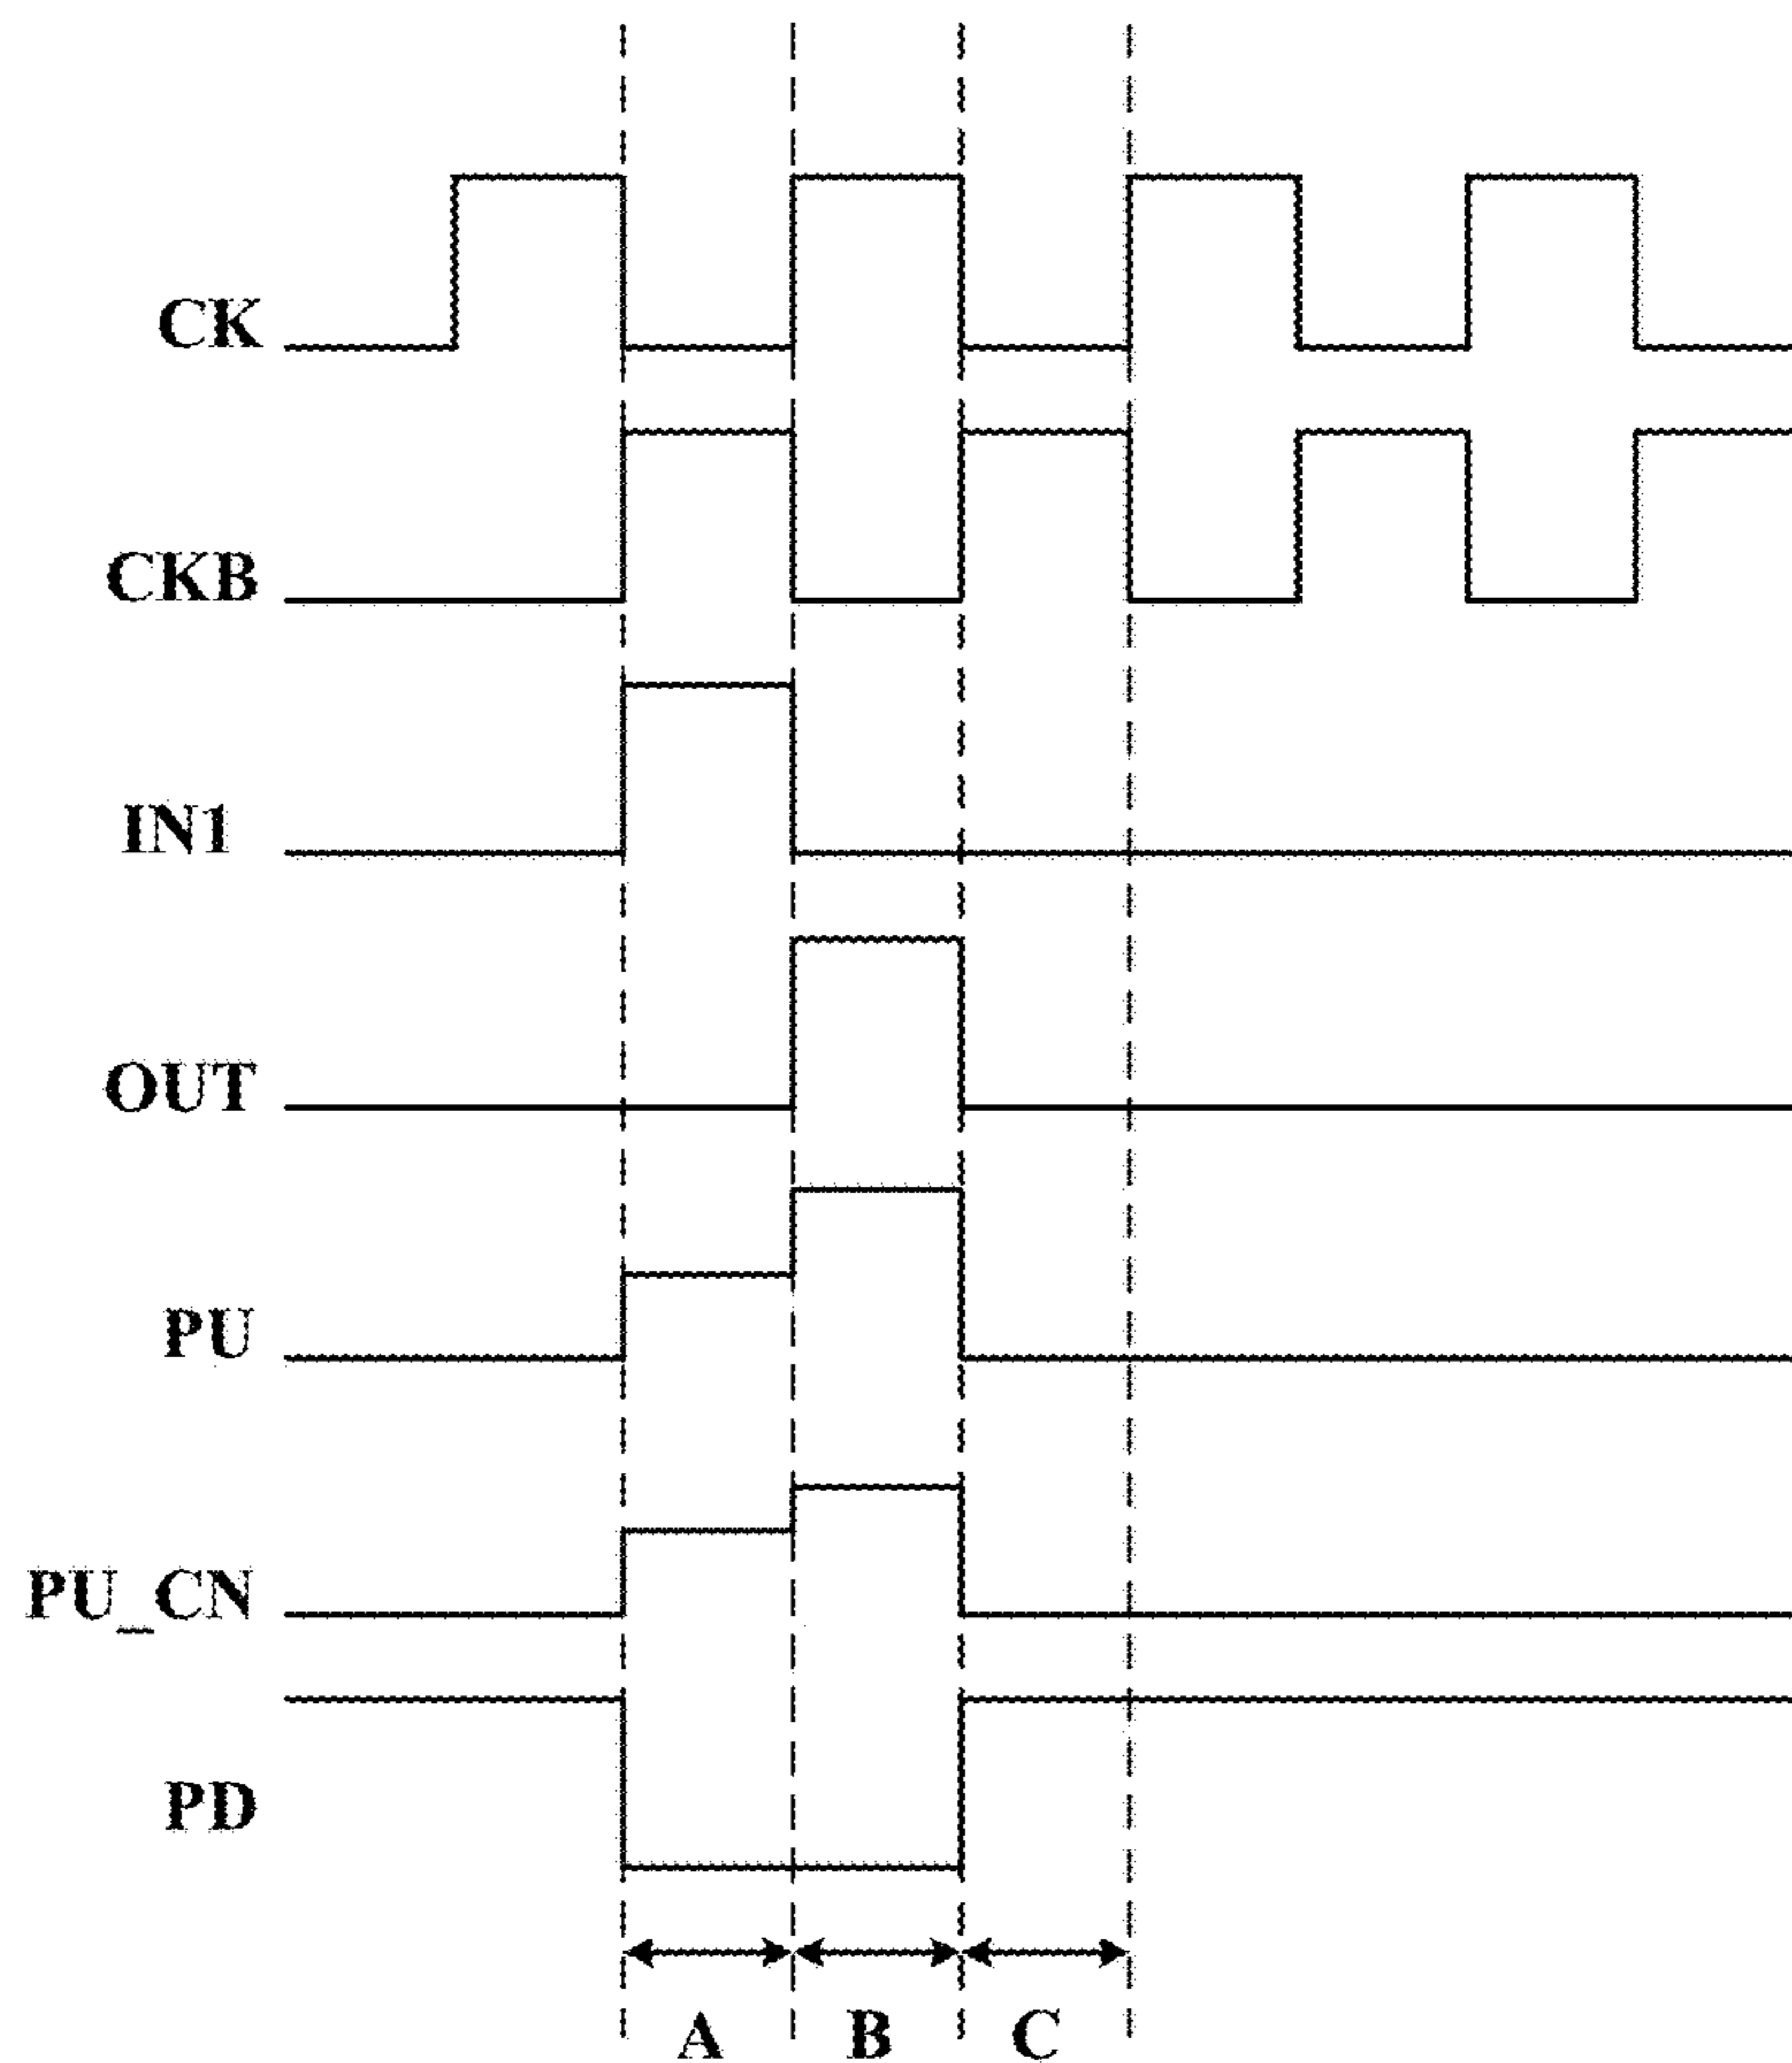 CK
CKB
IN1
OUT
PU
PU_CN
PD
A B C